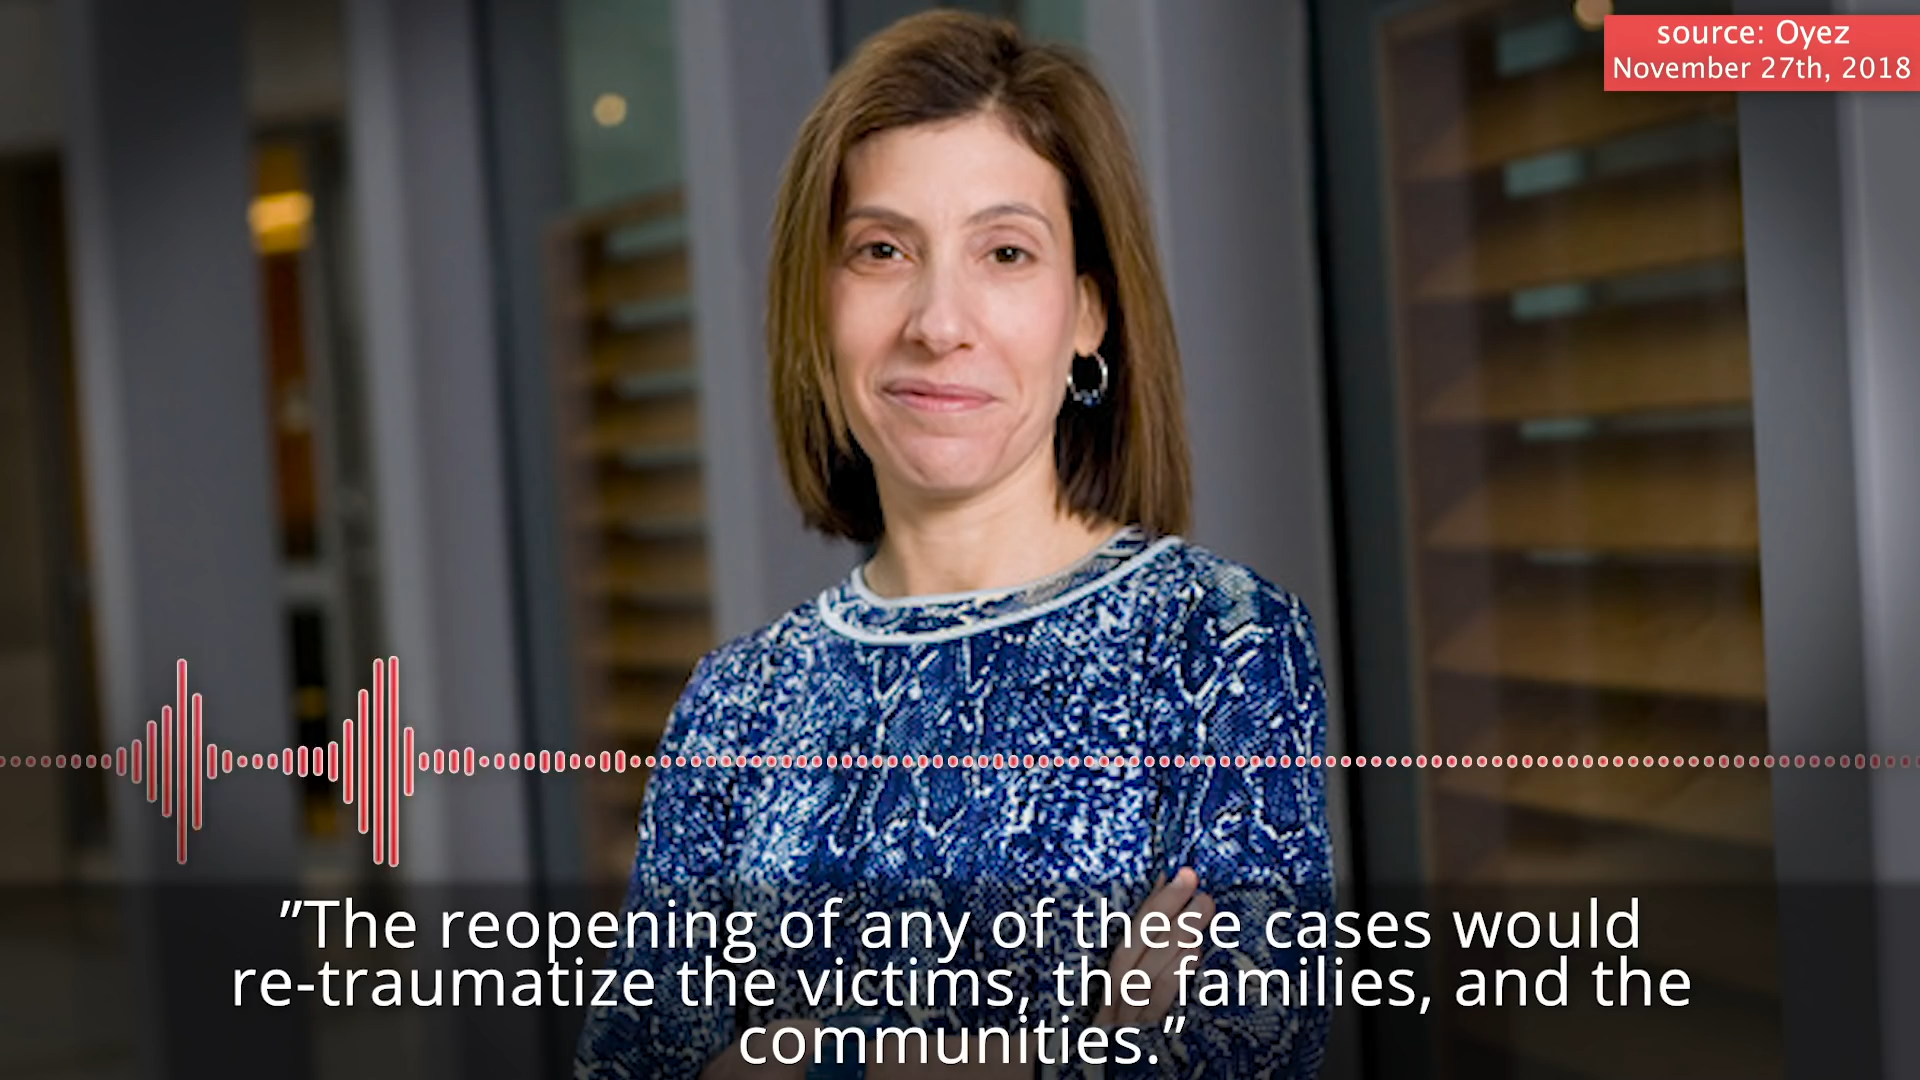 source: Oyez
November 27th, 2018
"The reopening of any of these cases would
re-traumatize the victims, the families, and the
communities."